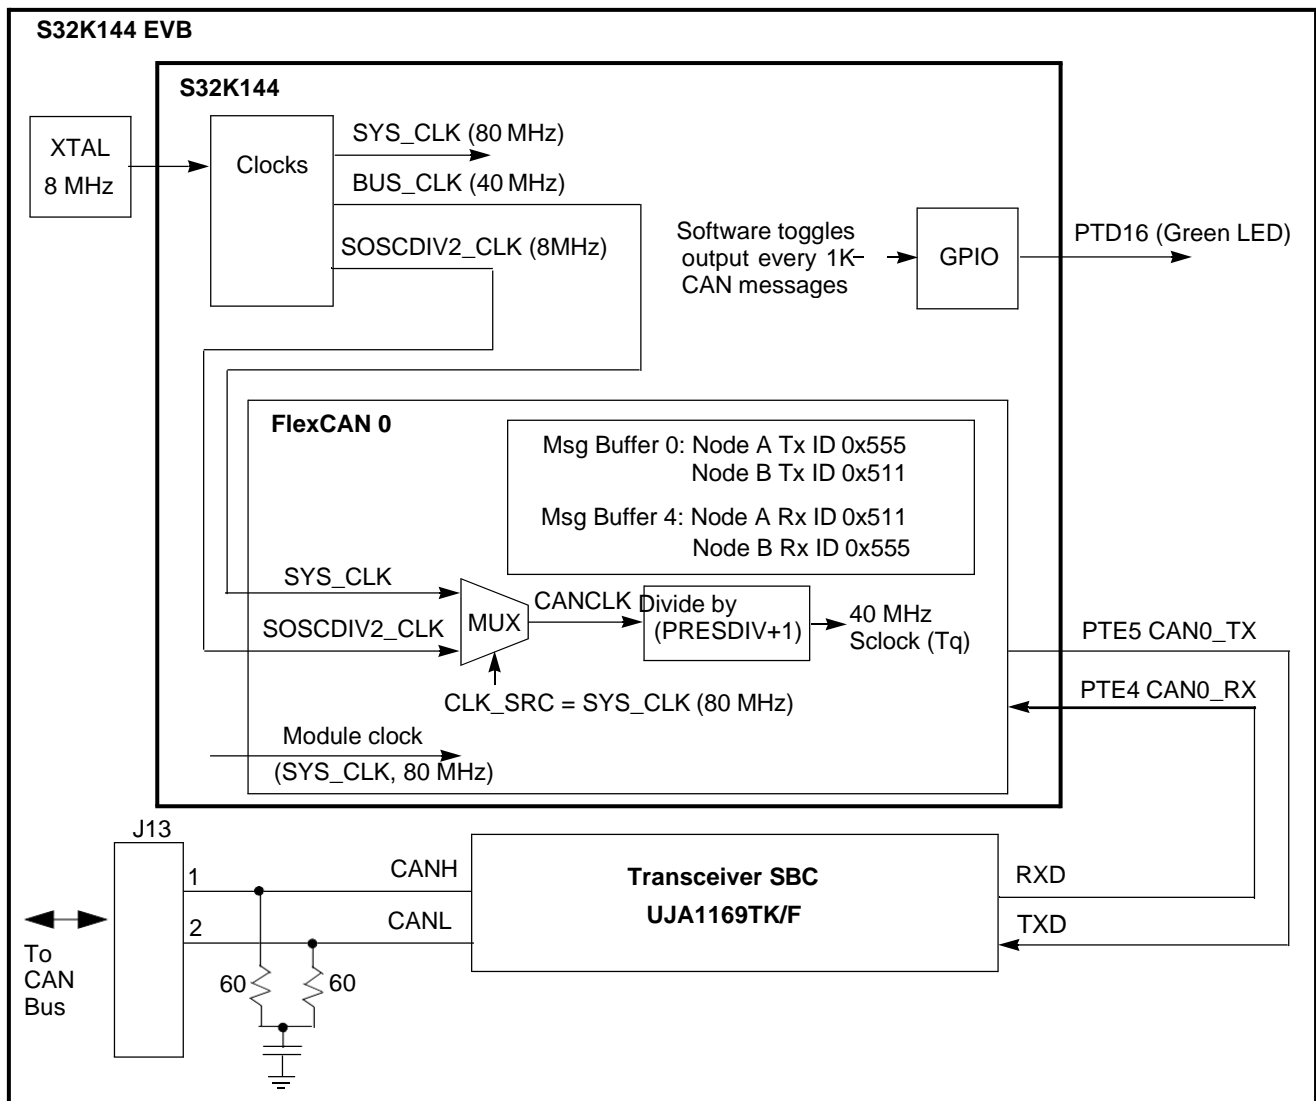 S32K144 EVB
S32K144
XTAL
8 MHz
Clocks
SYS_CLK (80 MHz)
BUS_CLK (40 MHz)
SOSCDIV2_CLK (8MHz)
Software toggles
output every 1K
CAN messages
GPIO
PTD16 (Green LED)
FlexCAN 0
Msg Buffer 0: Node A Tx ID 0x555
Node B Tx ID 0x511
Msg Buffer 4: Node A Rx ID 0x511
Node B Rx ID 0x555
SYS_CLK
SOSCDIV2_CLK
MUX
CANCLK
Divide by
(PRESDIV+1)
40 MHz
Sclock (Tq)
CLK_SRC = SYS_CLK (80 MHz)
Module clock
(SYS_CLK, 80 MHz)
PTE5 CAN0_TX
PTE4 CAN0_RX
J13
1
2
CANH
CANL
Transceiver SBC
UJA1169TK/F
RXD
TXD
To
CAN
Bus
60
60